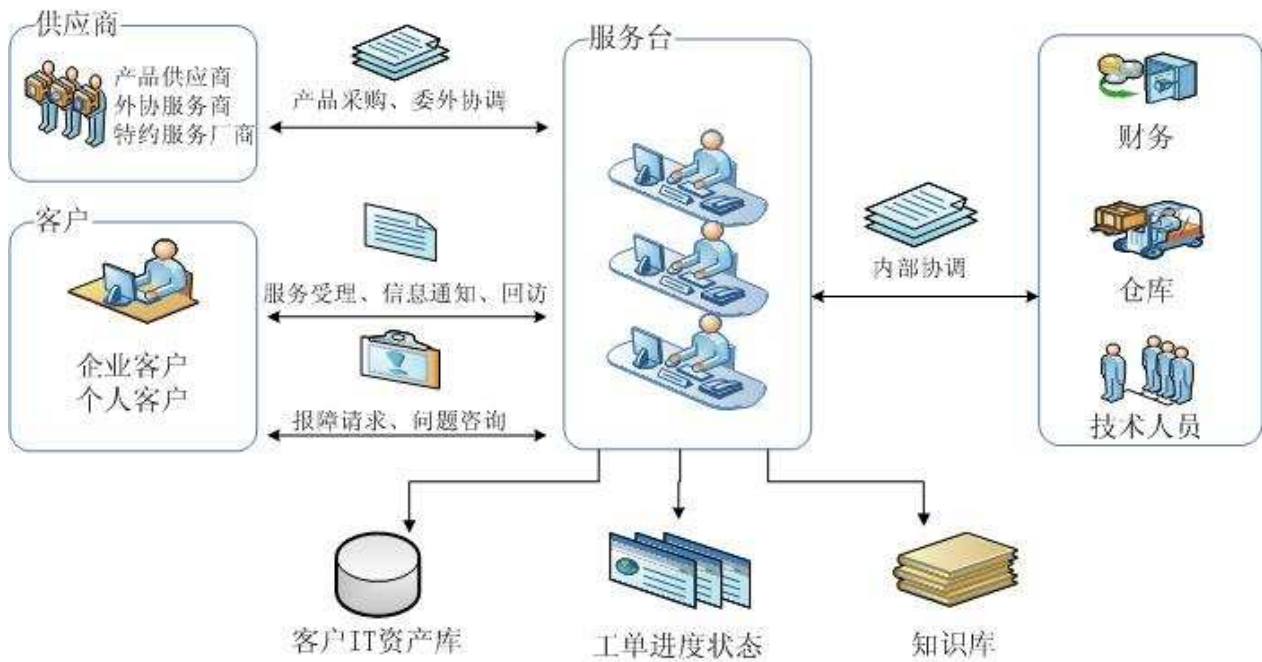 供应商
产品供应商
外协服务商
特约服务厂商
产品采购、委外协调
服务台
财务
仓库
技术人员
内部协调
客户
企业客户
个人客户
服务受理、信息通知、回访
报障请求、问题咨询
客户IT资产库
工单进度状态
知识库